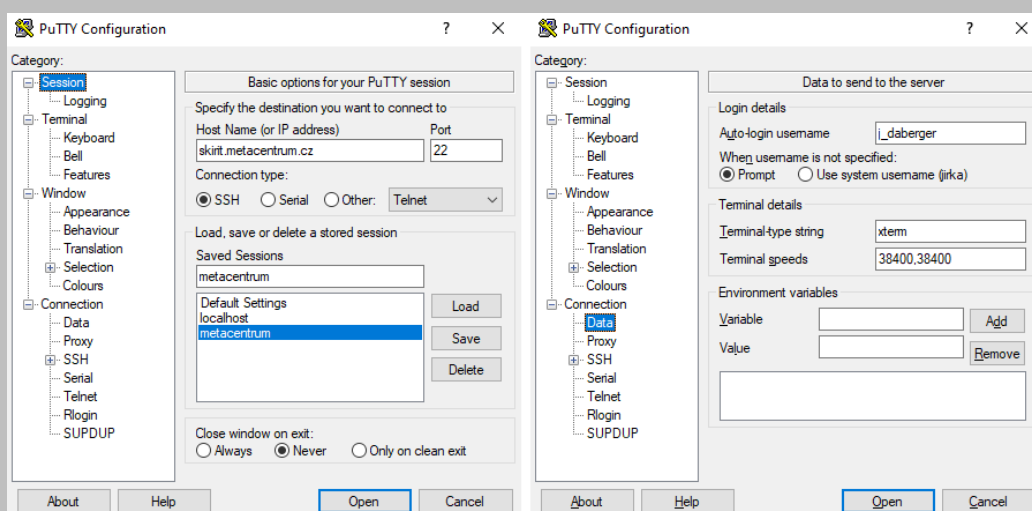 PuTTY Configuration ? ×
Category:
Session
Logging
Terminal
Keyboard
Bell
Features
Window
Appearance
Behaviour
Translation
Selection
Colours
Connection
Data
Proxy
SSH
Serial
Telnet
Rlogin
SUPDUP
Basic options for your PuTTY session
Specify the destination you want to connect to
Host Name (or IP address) Port
skirit.metacentrum.cz 22
Connection type:
SSH Serial Other: Telnet
Load, save or delete a stored session
Saved Sessions
metacentrum
Default Settings
localhost
metacentrum
Load
Save
Delete
Close window on exit:
Always Never Only on clean exit
About Help Open Cancel
PuTTY Configuration ? ×
Category:
Session
Logging
Terminal
Keyboard
Bell
Features
Window
Appearance
Behaviour
Translation
Selection
Colours
Connection
Data
Proxy
SSH
Serial
Telnet
Rlogin
SUPDUP
Data to send to the server
Login details
Auto-login username j_daberger
When username is not specified:
Prompt Use system username (jirka)
Terminal details
Terminal-type string xterm
Terminal speeds 38400,38400
Environment variables
Variable Add
Value Remove
About Help Open Cancel